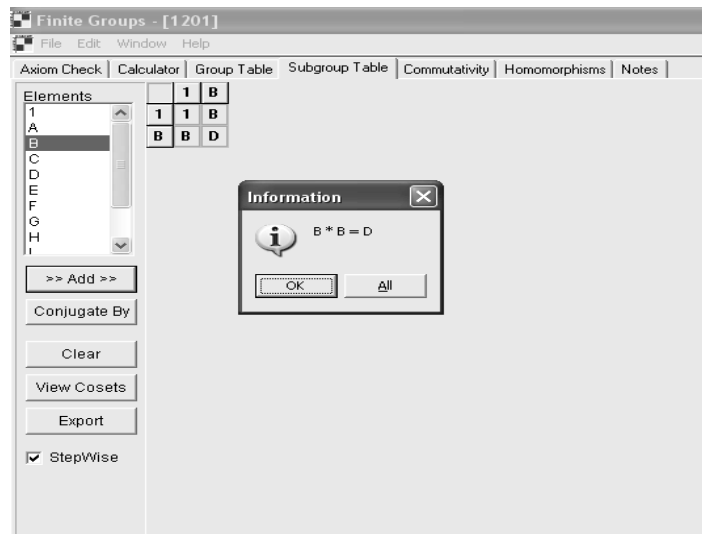 Finite Groups - [1201]
File Edit Window Help
Axiom Check Calculator Group Table Subgroup Table Commutativity Homomorphisms Notes
Elements
1
A
B
C
D
E
F
G
H
1 B
1 1 B
B B D
Information
B * B = D
OK All
>> Add >>
Conjugate By
Clear
View Cosets
Export
StepWise